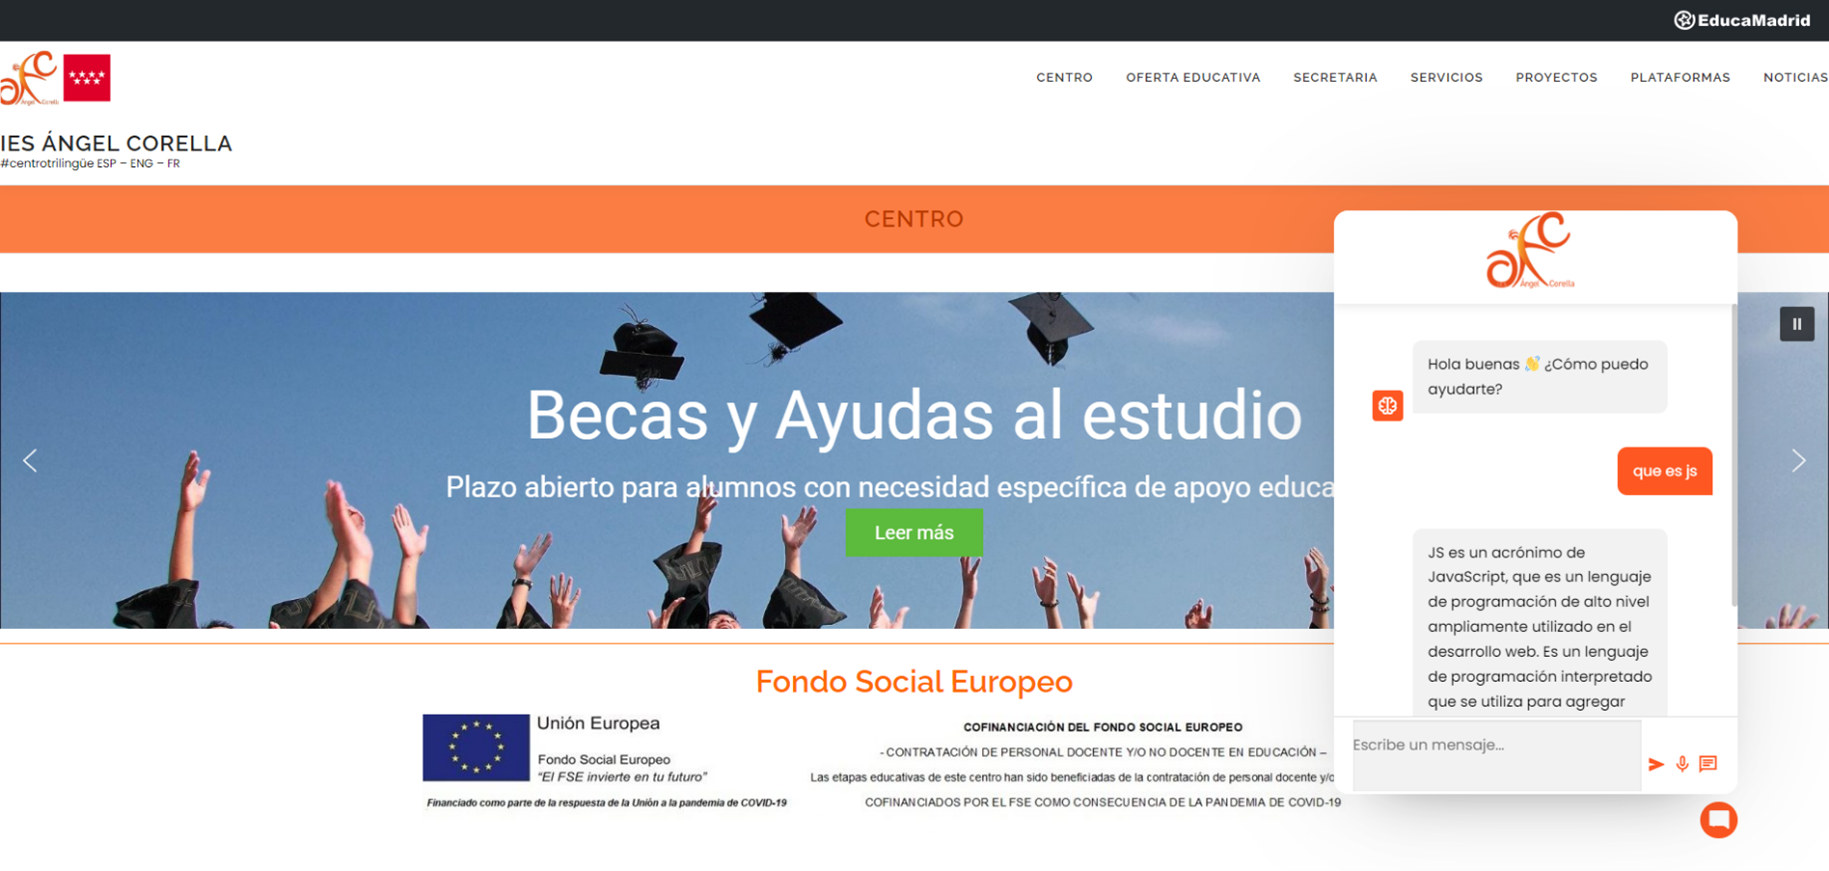 EducaMadrid
Angel Corella
CENTRO OFERTA EDUCATIVA SECRETARIA SERVICIOS PROYECTOS PLATAFORMAS NOTICIAS
IES ÁNGEL CORELLA
#centrotrilingüe ESP – ENG – FR
CENTRO
Becas y Ayudas al estudio
Plazo abierto para alumnos con necesidad específica de apoyo educa
Leer más
Fondo Social Europeo
Unión Europea
Fondo Social Europeo
“El FSE invierte en tu futuro”
Financiado como parte de la respuesta de la Unión a la pandemia de COVID-19
COFINANCIACIÓN DEL FONDO SOCIAL EUROPEO
- CONTRATACIÓN DE PERSONAL DOCENTE Y/O NO DOCENTE EN EDUCACIÓN –
Las etapas educativas de este centro han sido beneficiadas de la contratación de personal docente y/o
COFINANCIADOS POR EL FSE COMO CONSECUENCIA DE LA PANDEMIA DE COVID-19
Angel Corella
Hola buenas 👋 ¿Cómo puedo
ayudarte?
que es js
JS es un acrónimo de
JavaScript, que es un lenguaje
de programación de alto nivel
ampliamente utilizado en el
desarrollo web. Es un lenguaje
de programación interpretado
que se utiliza para agregar
Escribe un mensaje...